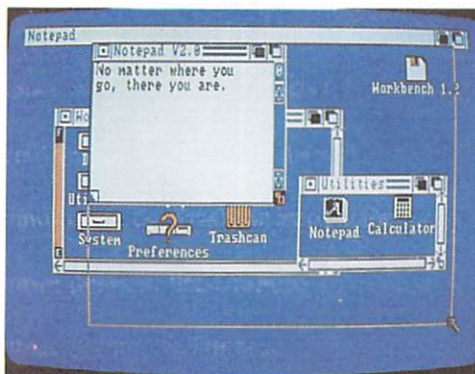 Notepad
Notepad V2.0
No matter where you
go, there you are.
Workbench 1.2
Utilities
Notepad Calculator
System
Preferences
Trashcan
E